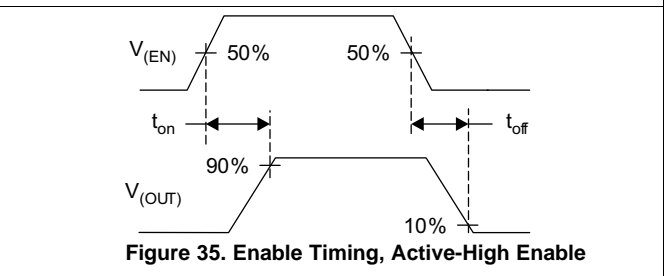 V(EN) 50% 50%
ton toff
90%
V(OUT)
10%
Figure 35. Enable Timing, Active-High Enable